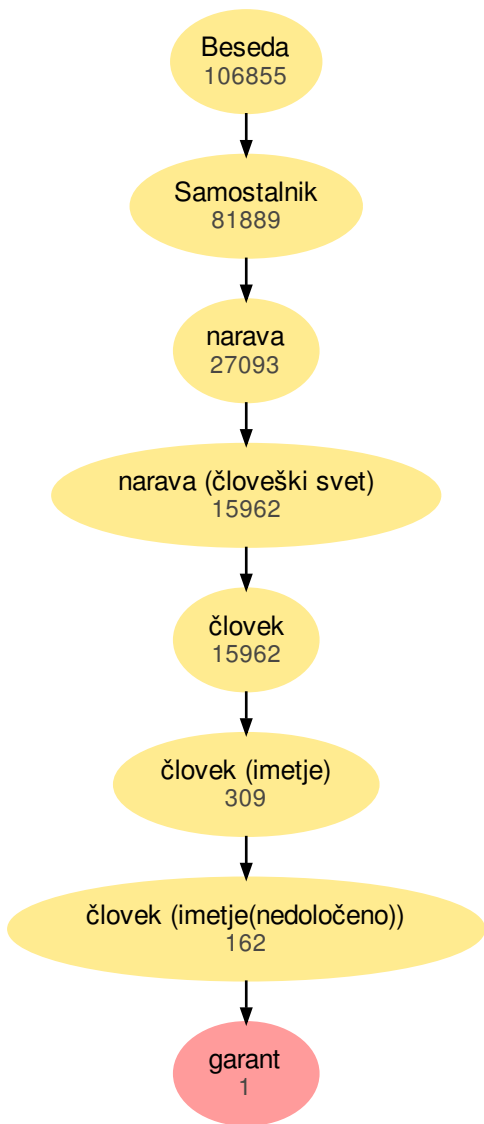 Beseda
106855
Samostalnik
81889
narava
27093
narava (človeški svet)
15962
človek
15962
človek (imetje)
309
človek (imetje(nedoločeno))
162
garant
1